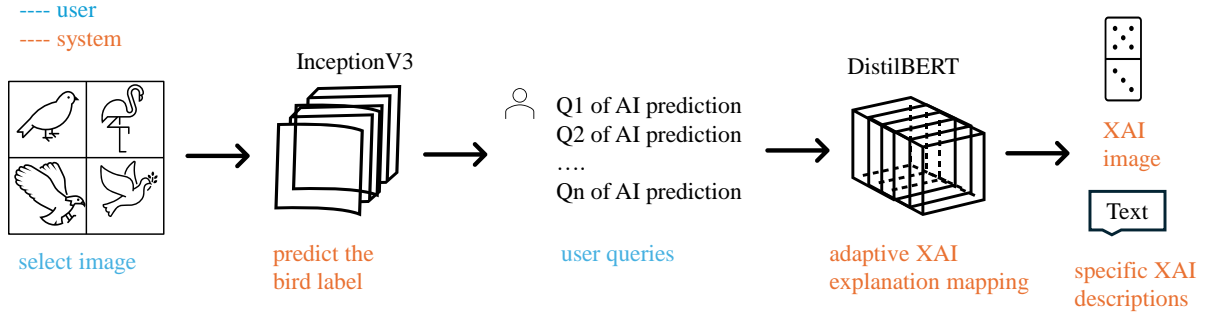 ---- user
---- system
InceptionV3
DistilBERT
Q1 of AI prediction
Q2 of AI prediction
....
Qn of AI prediction
XAI
image
Text
select image
predict the
bird label
user queries
adaptive XAI
explanation mapping
specific XAI
descriptions